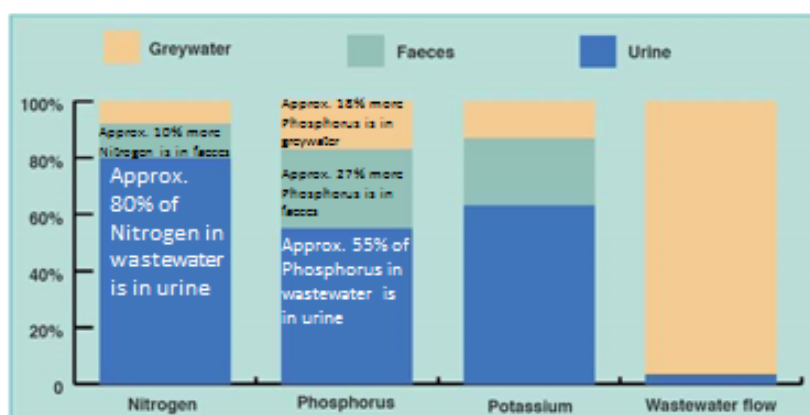 Greywater Faeces Urine
100%
80%
60%
40%
20%
0
Approx. 10% more
Nitrogen is in faeces
Approx.
80% of
Nitrogen in
wastewater
is in urine
Approx. 18% more
Phosphorus is in
greywater
Approx. 27% more
Phosphorus is in
faeces
Approx. 55% of
Phosphorus in
wastewater is
in urine
Nitrogen Phosphorus Potassium Wastewater flow